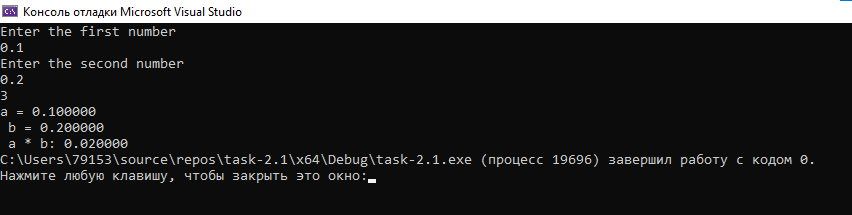 Консоль отладки Microsoft Visual Studio
Enter the first number
0.1
Enter the second number
0.2
3
a = 0.100000
 b = 0.200000
 a * b: 0.020000
C:\Users\79153\source\repos\task-2.1\x64\Debug\task-2.1.exe (процесс 19696) завершил работу с кодом 0.
Нажмите любую клавишу, чтобы закрыть это окно: